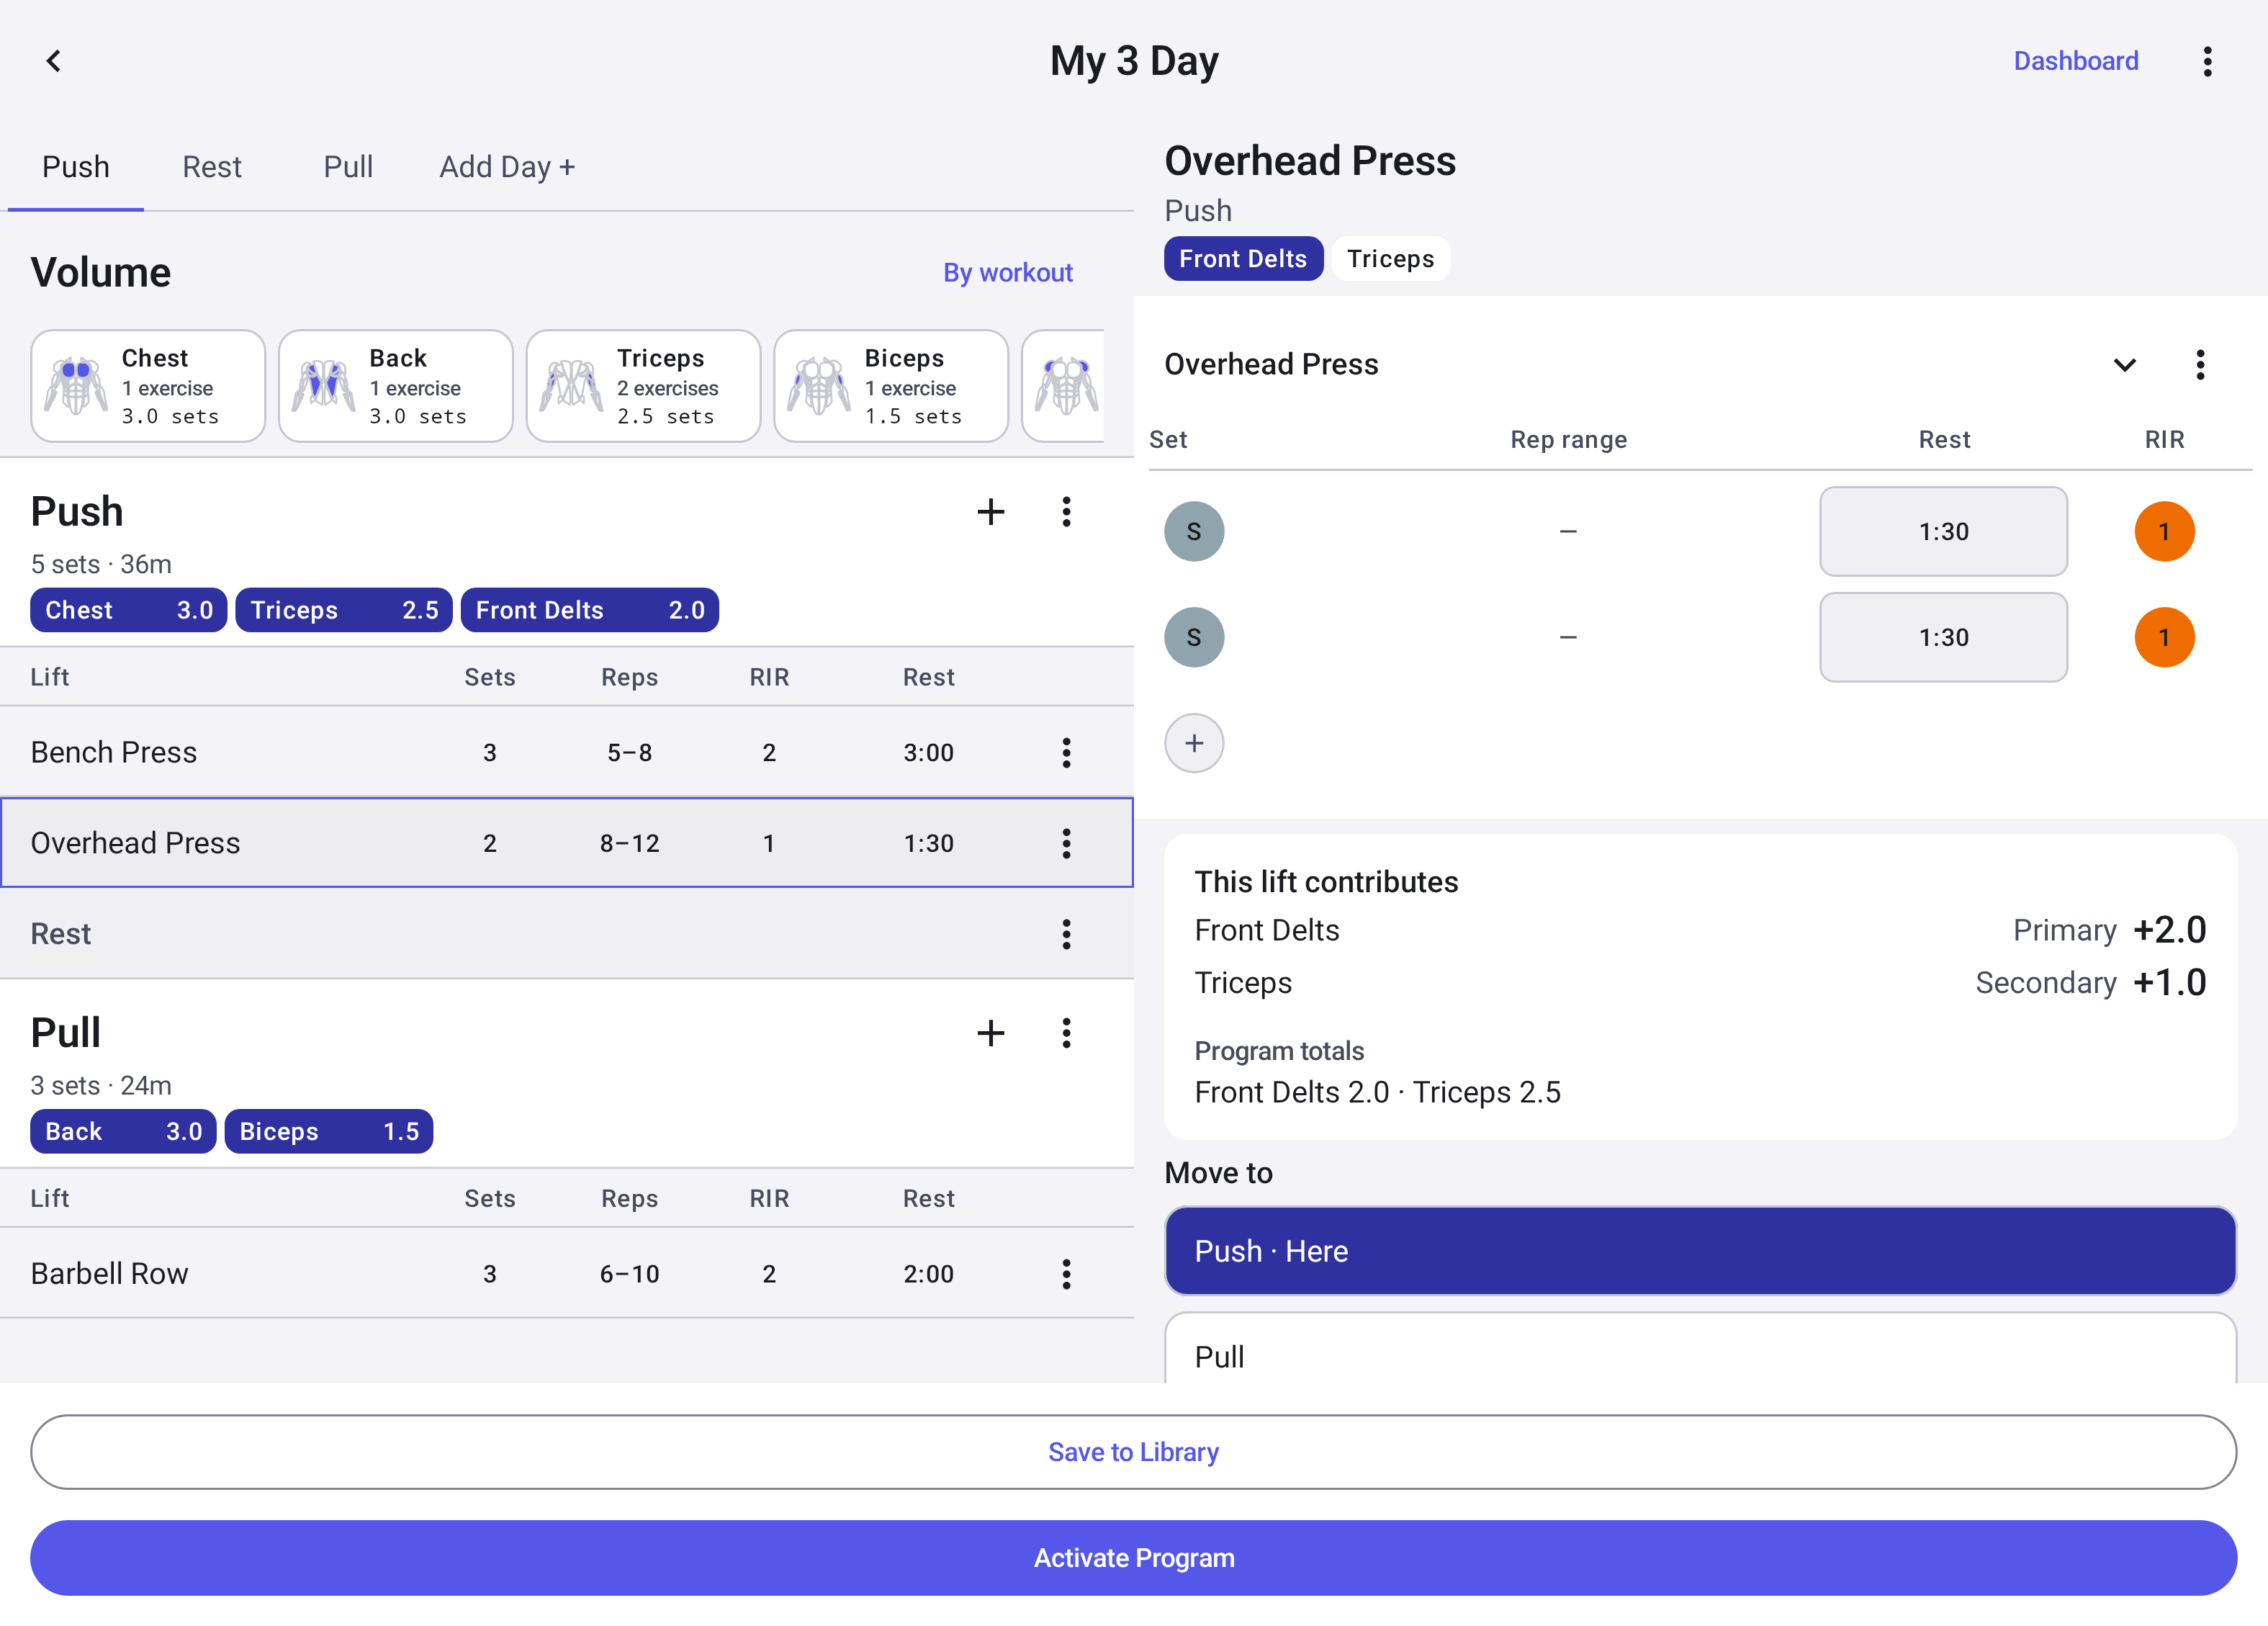 My 3 Day
Dashboard
Push Rest Pull Add Day +
Volume
By workout
Chest
1 exercise
3.0 sets
Back
1 exercise
3.0 sets
Triceps
2 exercises
2.5 sets
Biceps
1 exercise
1.5 sets
Push
5 sets · 36m
Chest 3.0 Triceps 2.5 Front Delts 2.0
Lift Sets Reps RIR Rest
Bench Press 3 5–8 2 3:00
Overhead Press 2 8–12 1 1:30
Rest
Pull
3 sets · 24m
Back 3.0 Biceps 1.5
Lift Sets Reps RIR Rest
Barbell Row 3 6–10 2 2:00
Overhead Press
Push
Front Delts Triceps
Overhead Press
Set Rep range Rest RIR
S – 1:30 1
S – 1:30 1
+
This lift contributes
Front Delts Primary +2.0
Triceps Secondary +1.0
Program totals
Front Delts 2.0 · Triceps 2.5
Move to
Push · Here
Pull
Save to Library
Activate Program